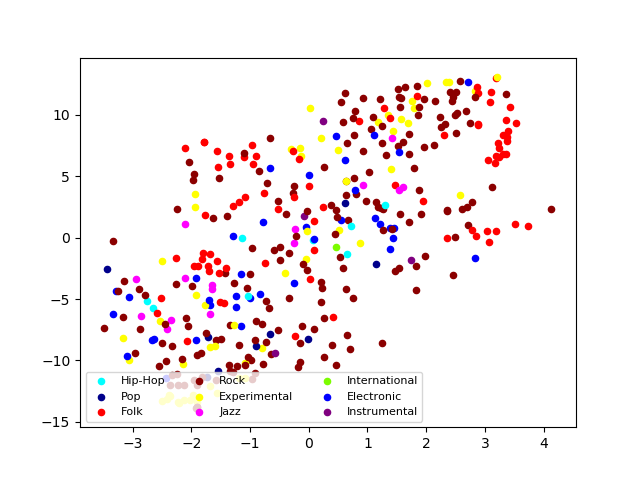 10
5
0
−5
−10
−15
Hip-Hop Rock International
Pop Experimental Electronic
Folk Jazz Instrumental
−3 −2 −1 0 1 2 3 4